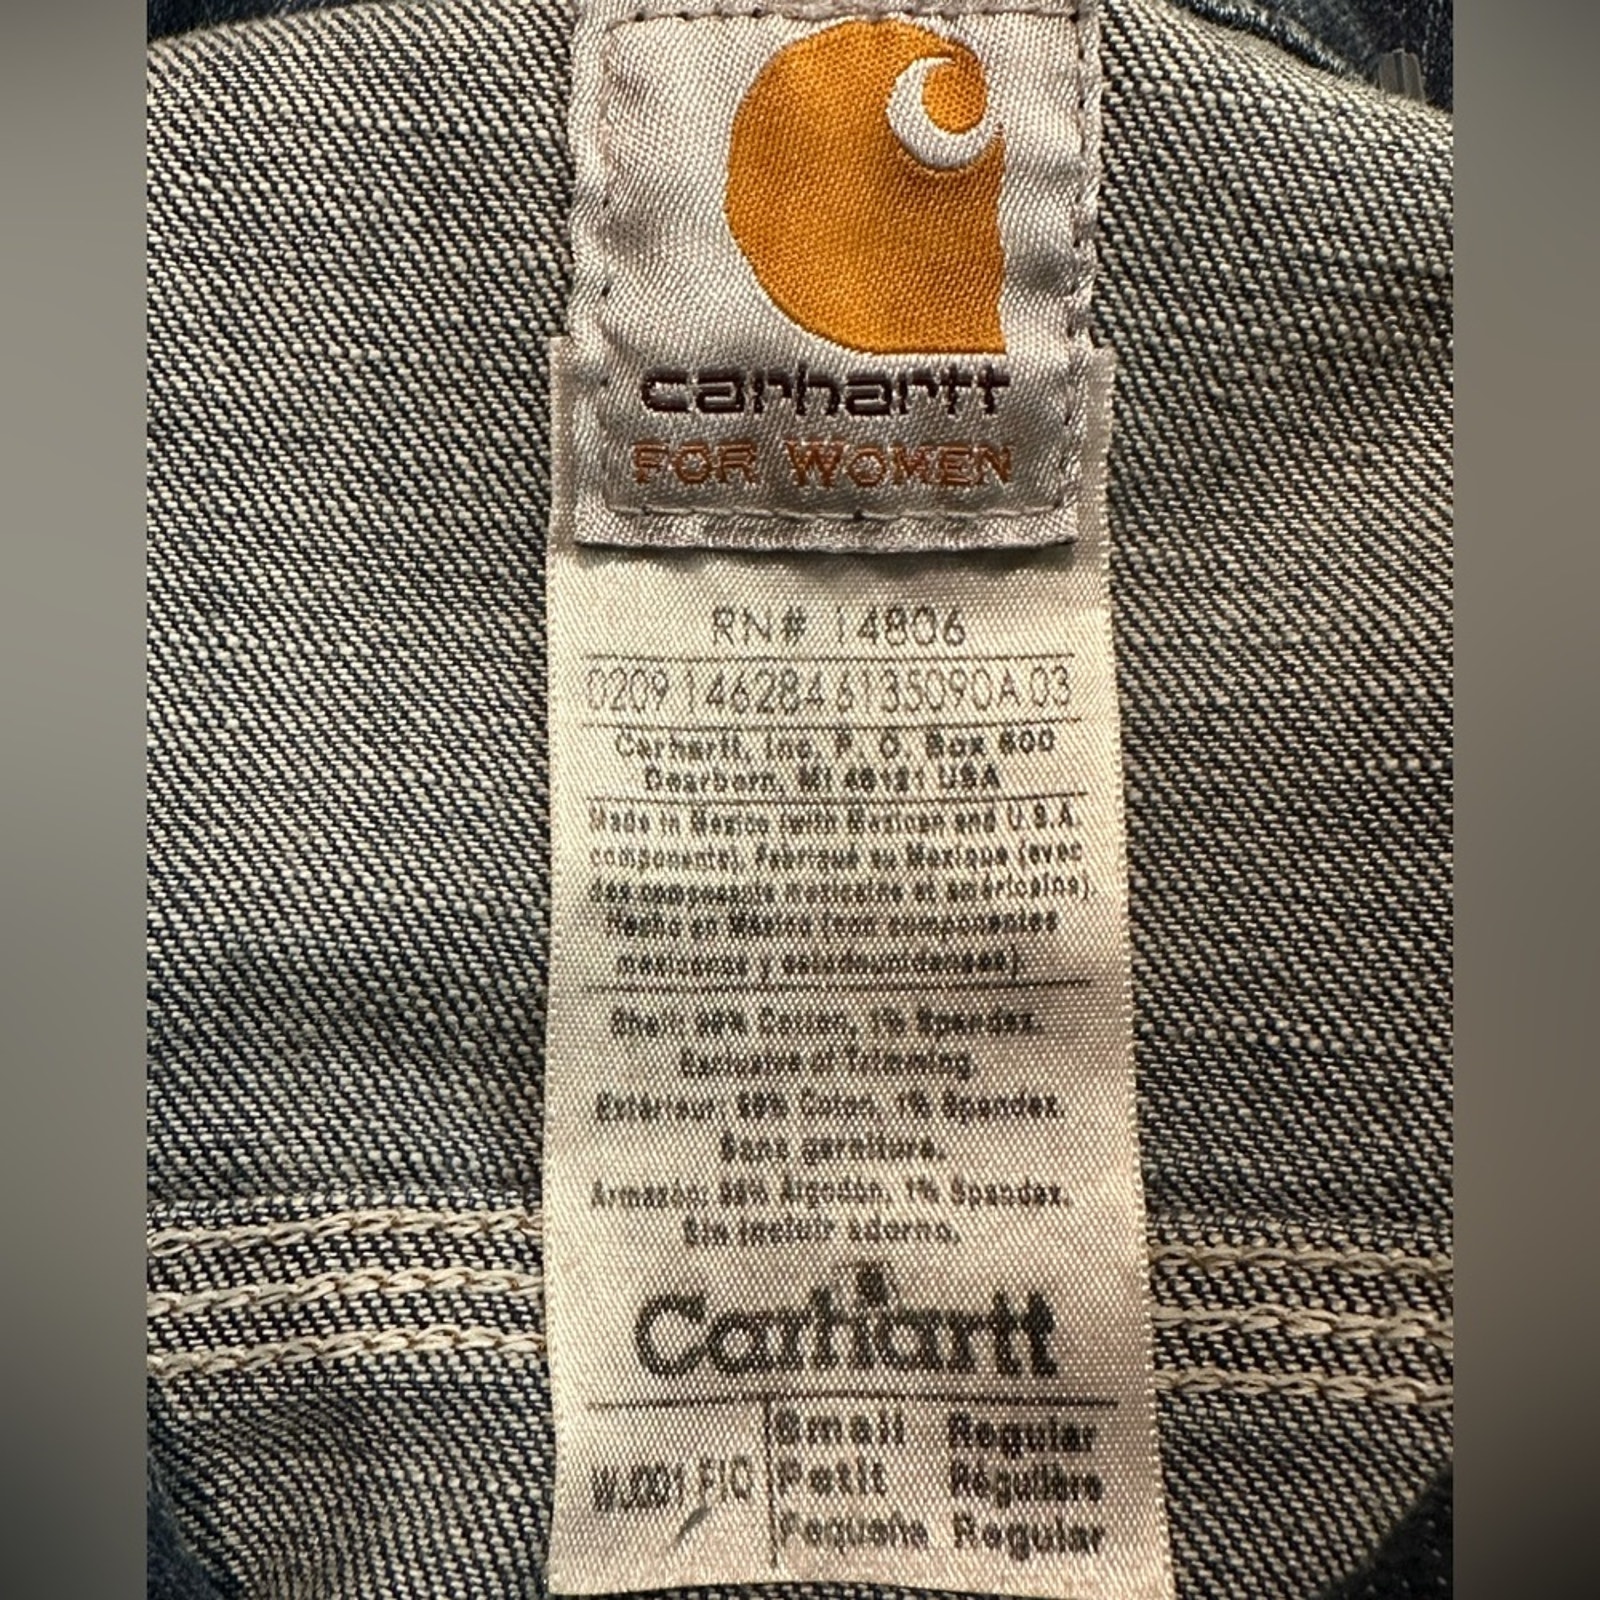 carhartt
FOR WOMEN
RN# 14806
0209 146284 6135090A 03
Carhartt, Inc. P. O. Box 600
Dearborn, MI 48121 USA
Made in Mexico (with Mexican and U.S.A.
components). Fabriqué au Mexique (avec
des composants mexicains et américains).
Hecho en México (con componentes
mexicanos y estadounidenses)
Shell: 99% Cotton, 1% Spandex.
Exclusive of Trimming
Extérieur: 99% Coton, 1% Spandex.
Sans garniture.
Armazón: 99% Algodón, 1% Spandex.
Sin incluir adorno.
Carhartt
WJ001 FIO Small Regular
Petit Régulière
Pequeño Regular